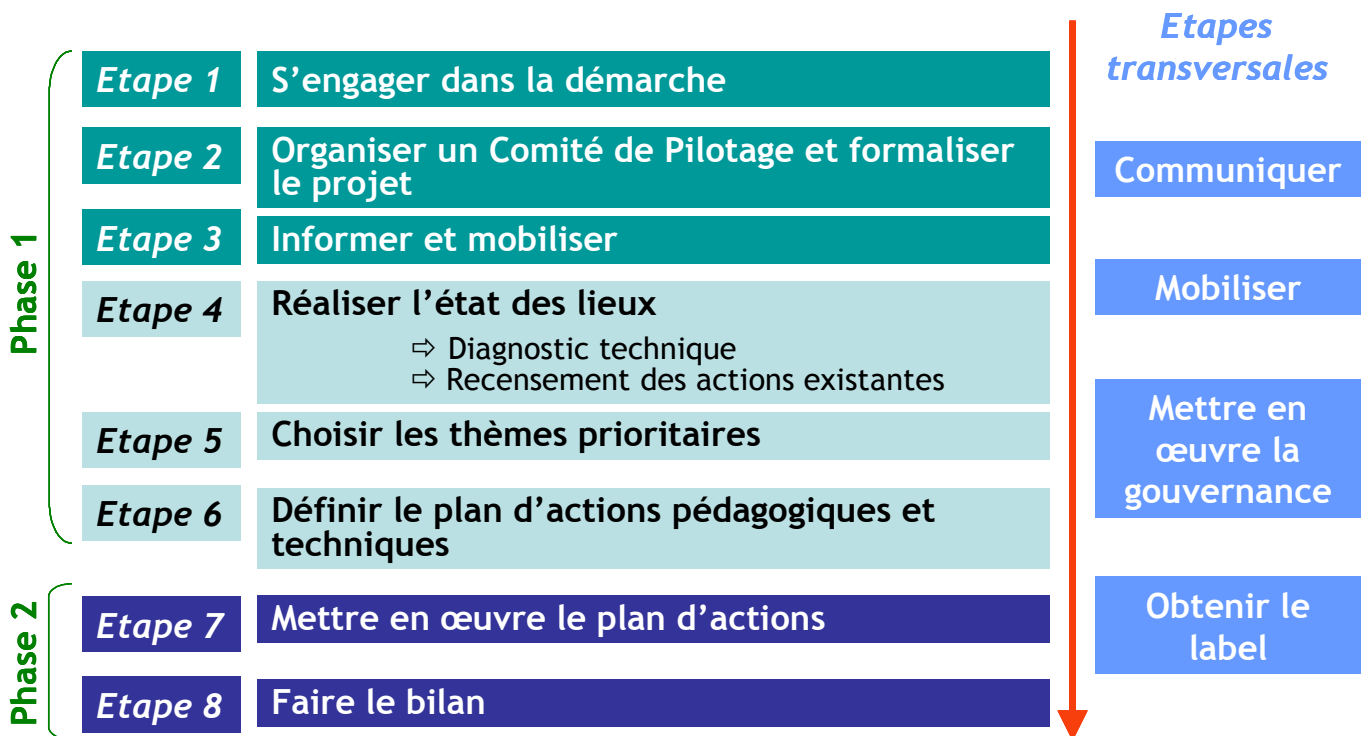 Phase 1
Etape 1
S’engager dans la démarche
Etape 2
Organiser un Comité de Pilotage et formaliser
le projet
Etape 3
Informer et mobiliser
Etape 4
Réaliser l’état des lieux
⇨ Diagnostic technique
⇨ Recensement des actions existantes
Etape 5
Choisir les thèmes prioritaires
Etape 6
Définir le plan d’actions pédagogiques et
techniques
Phase 2
Etape 7
Mettre en œuvre le plan d’actions
Etape 8
Faire le bilan
Etapes
transversales
Communiquer
Mobiliser
Mettre en
œuvre la
gouvernance
Obtenir le
label